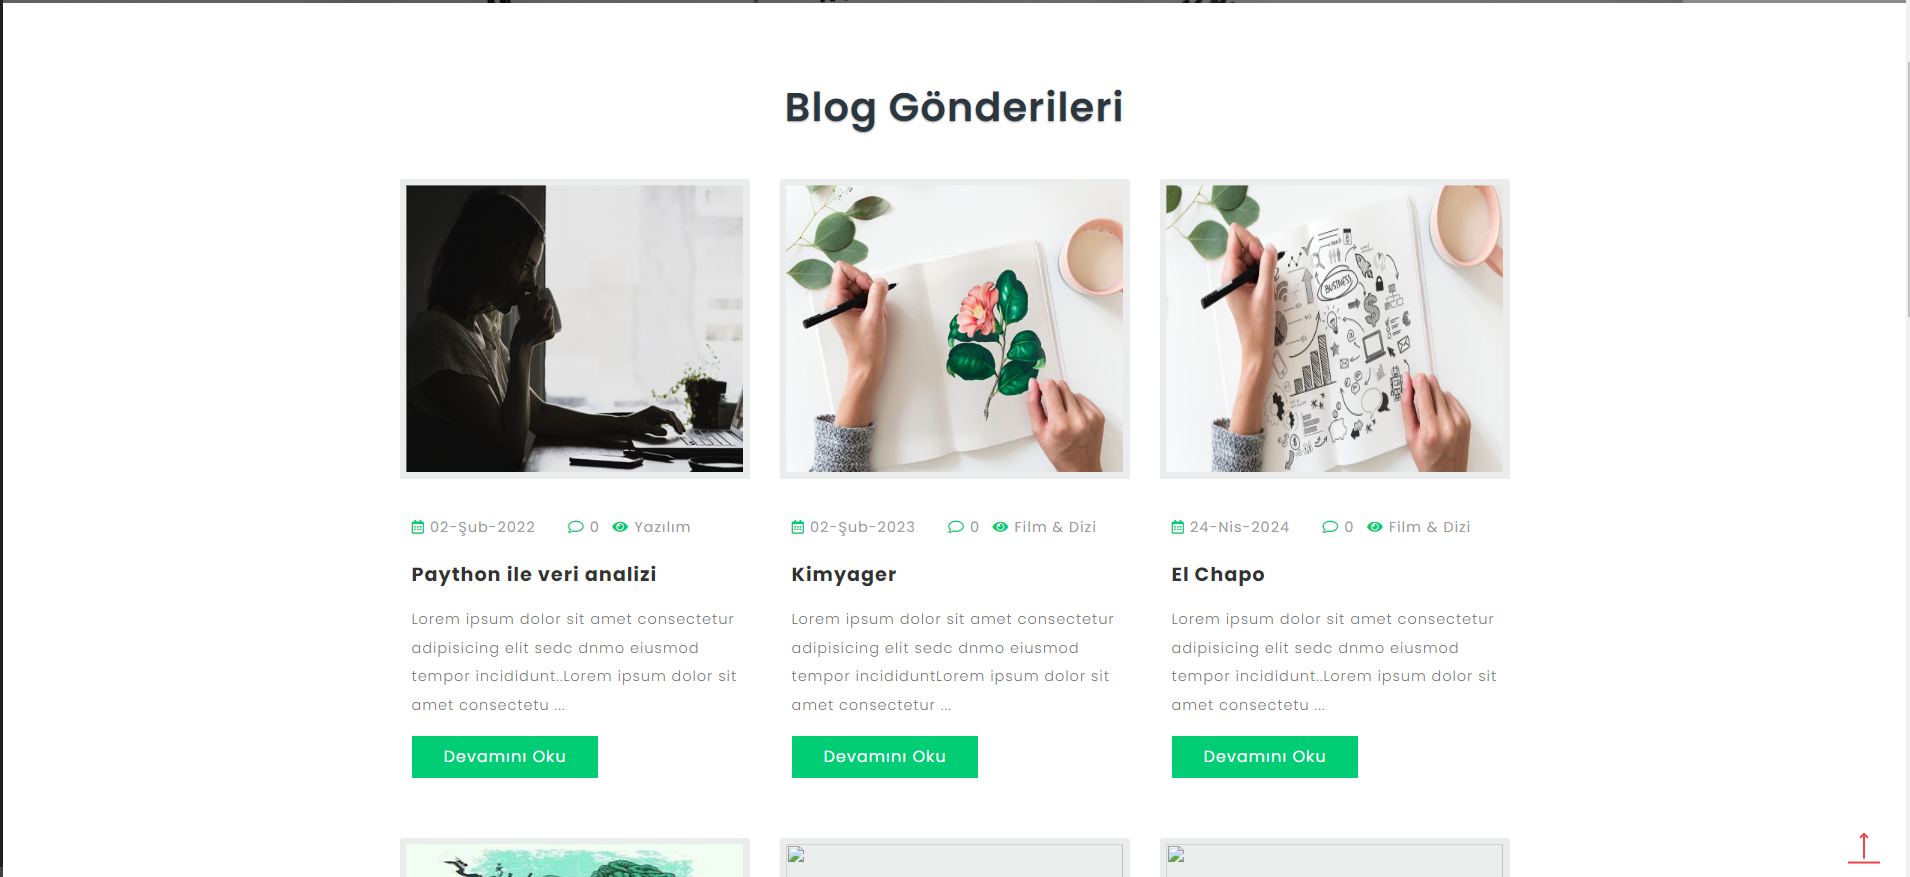 Blog Gönderileri
BUSINESS
02-Şub-2022 0 Yazılım
Paython ile veri analizi
Lorem ipsum dolor sit amet consectetur
adipisicing elit sedc dnmo eiusmod
tempor incididunt..Lorem ipsum dolor sit
amet consectetu ...
Devamını Oku
02-Şub-2023 0 Film & Dizi
Kimyager
Lorem ipsum dolor sit amet consectetur
adipisicing elit sedc dnmo eiusmod
tempor incididuntLorem ipsum dolor sit
amet consectetur ...
Devamını Oku
24-Nis-2024 0 Film & Dizi
El Chapo
Lorem ipsum dolor sit amet consectetur
adipisicing elit sedc dnmo eiusmod
tempor incididunt..Lorem ipsum dolor sit
amet consectetu ...
Devamını Oku